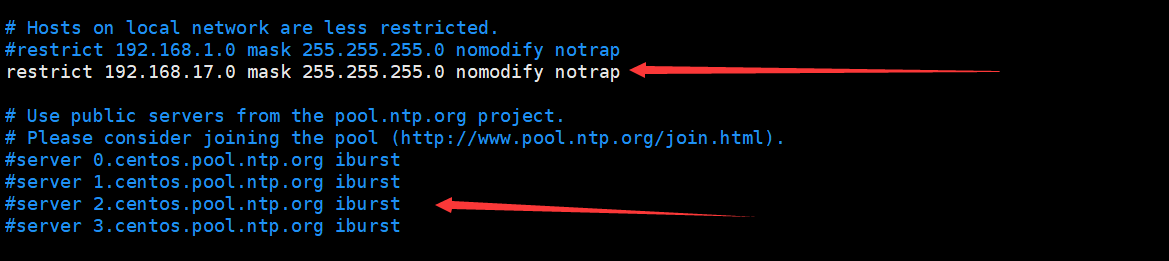 # Hosts on local network are less restricted.
#restrict 192.168.1.0 mask 255.255.255.0 nomodify notrap
restrict 192.168.17.0 mask 255.255.255.0 nomodify notrap
# Use public servers from the pool.ntp.org project.
# Please consider joining the pool (http://www.pool.ntp.org/join.html).
#server 0.centos.pool.ntp.org iburst
#server 1.centos.pool.ntp.org iburst
#server 2.centos.pool.ntp.org iburst
#server 3.centos.pool.ntp.org iburst